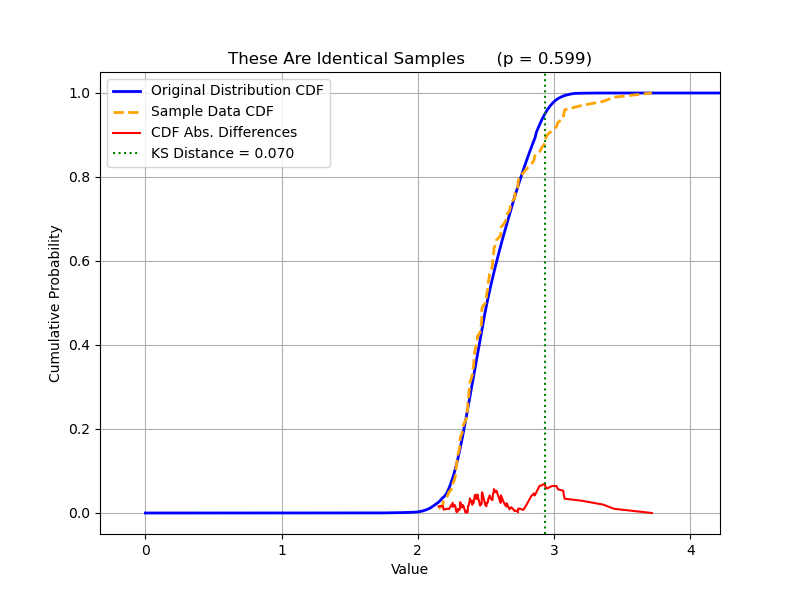 These Are Identical Samples (p = 0.599)
Original Distribution CDF
Sample Data CDF
CDF Abs. Differences
KS Distance = 0.070
1.0
0.8
0.6
0.4
0.2
0.0
Cumulative Probability
0 1 2 3 4
Value